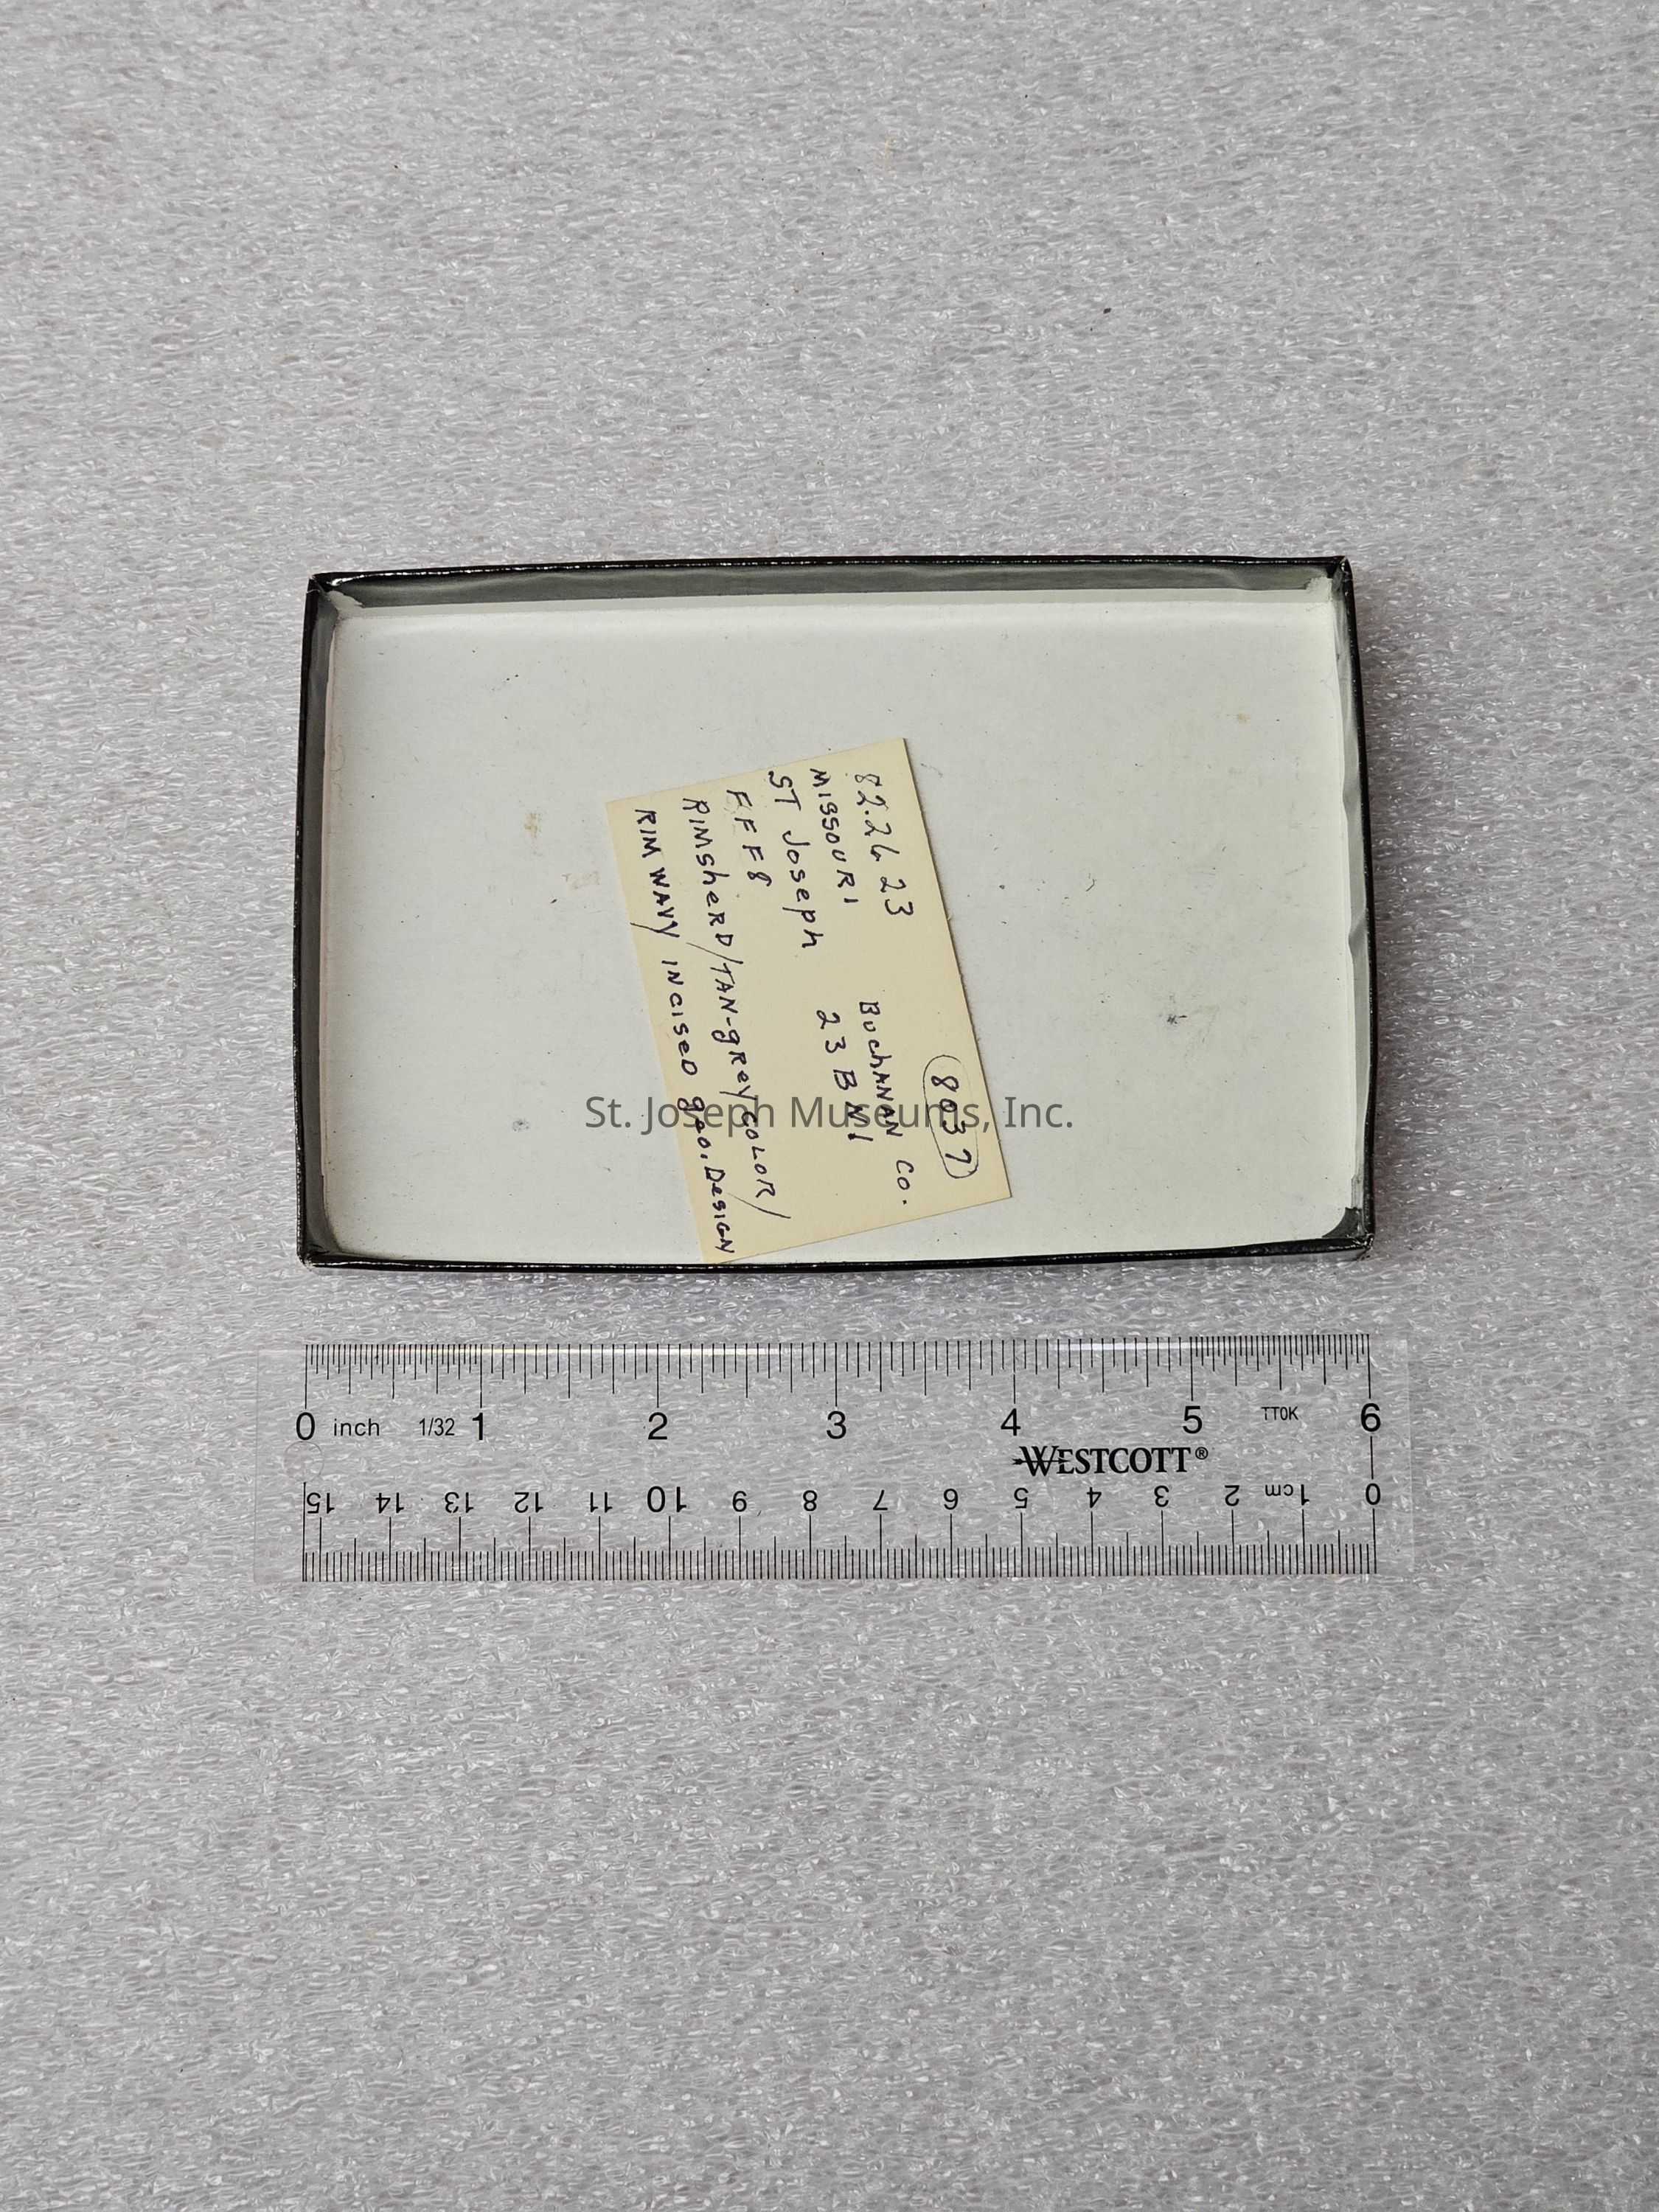 8037
82.26 23
MISSOURI BuchANAN Co.
ST Joseph 23 B N 1
F F F 8
RIMSheRD/TAN-gRey COLOR/
RIM WAVY INCISED geo. DesIGN
St. Joseph Museums, Inc.
0 inch 1/32 1 2 3 4 5 TT0K 6
WESTCOTT®
15 14 13 12 11 10 9 8 7 6 5 4 3 2 1cm 0